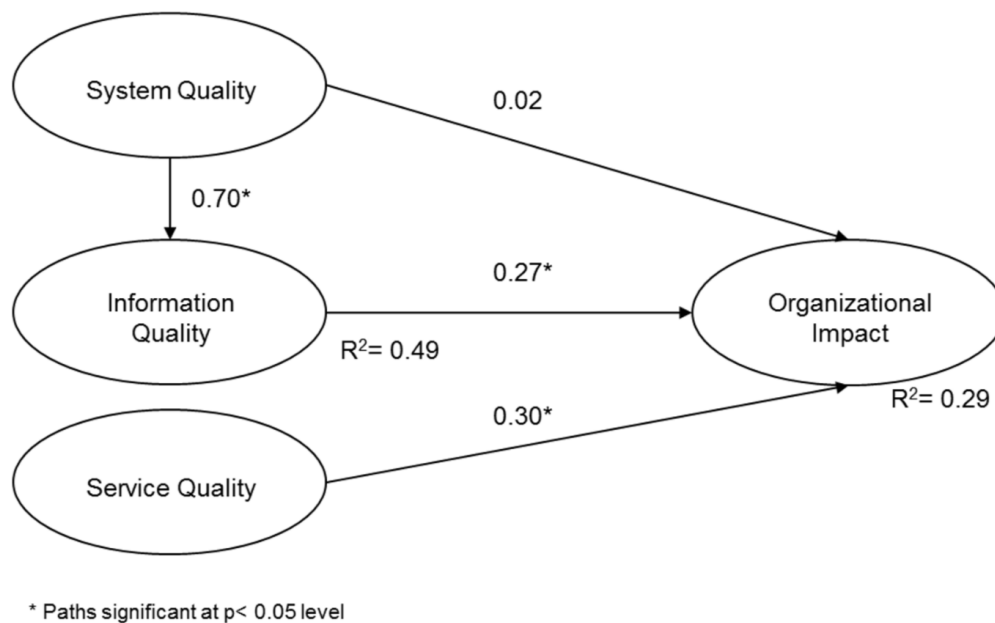 System Quality
0.02
0.70*
Information
Quality
0.27*
Organizational
Impact
R²= 0.49
R²= 0.29
0.30*
Service Quality
* Paths significant at p< 0.05 level